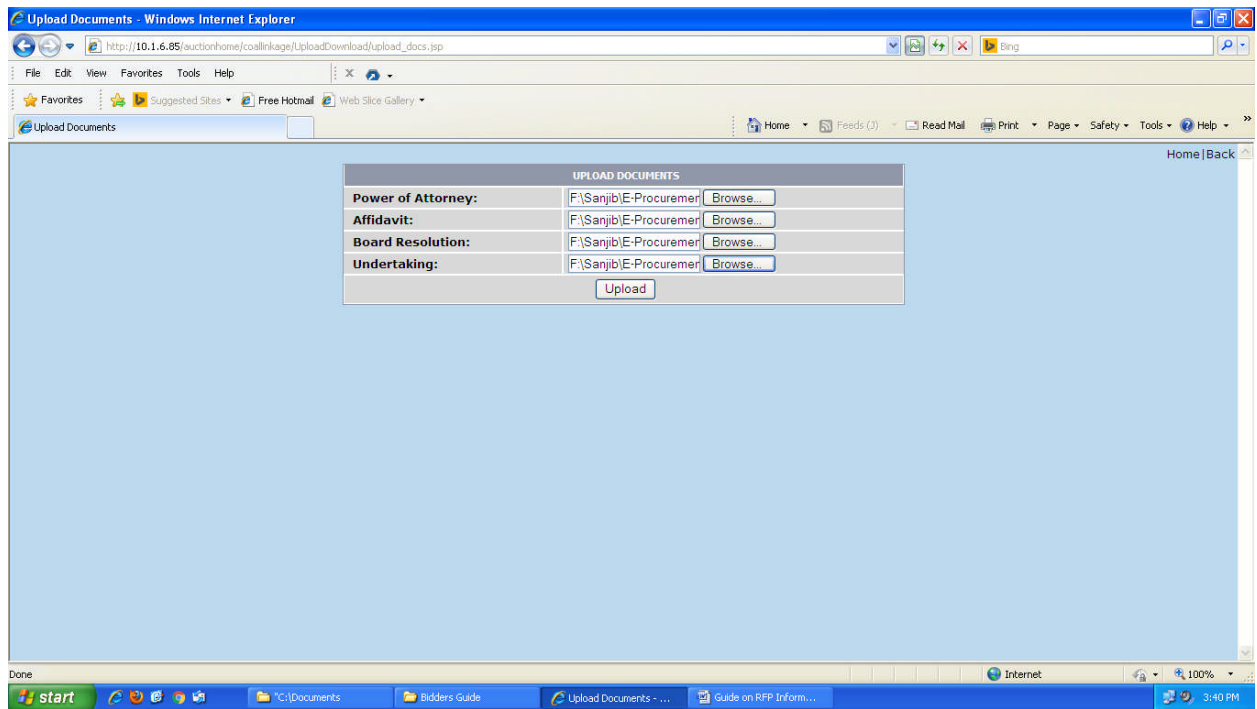 Upload Documents - Windows Internet Explorer
http://10.1.6.85/auctionhome/coallinkage/UploadDownload/upload_docs.jsp
Bing
File Edit View Favorites Tools Help
Favorites Suggested Sites Free Hotmail Web Slice Gallery
Upload Documents
Home Feeds (J) Read Mail Print Page Safety Tools Help »
Home|Back
UPLOAD DOCUMENTS
Power of Attorney: F:\Sanjib\E-Procuremer Browse...
Affidavit: F:\Sanjib\E-Procuremer Browse...
Board Resolution: F:\Sanjib\E-Procuremer Browse...
Undertaking: F:\Sanjib\E-Procuremer Browse...
Upload
Done Internet 100%
start "C:\Documents Bidders Guide Upload Documents - ... Guide on RFP Inform... 3:40 PM